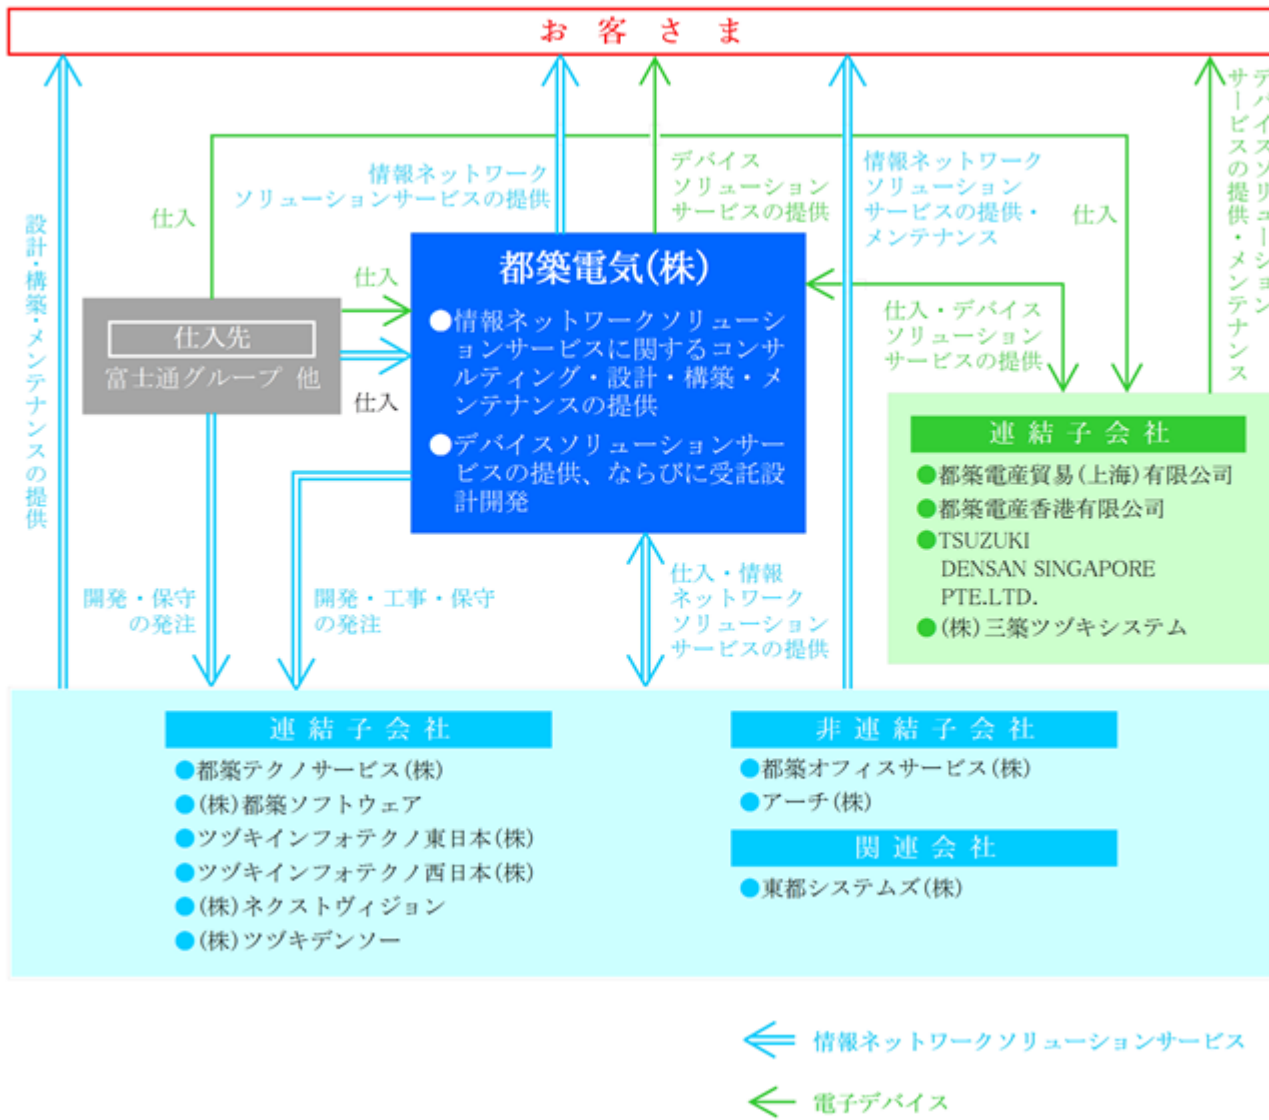 お客さま
情報ネットワーク
ソリューションサービスの提供
デバイス
ソリューション
サービスの提供
情報ネットワーク
ソリューション
サービスの提供・
メンテナンス
デバイスソリューション
サービスの提供・メンテナンス
仕入
仕入
設計・構築・メンテナンスの提供
仕入
仕入先
富士通グループ 他
仕入
都築電気(株)
●情報ネットワークソリューシ
ョンサービスに関するコンサ
ルティング・設計・構築・メ
ンテナンスの提供
●デバイスソリューションサー
ビスの提供、ならびに受託設
計開発
仕入・デバイス
ソリューション
サービスの提供
連結子会社
●都築電産貿易(上海)有限公司
●都築電産香港有限公司
●TSUZUKI
DENSAN SINGAPORE
PTE.LTD.
●(株)三築ツヅキシステム
開発・保守
の発注
開発・工事・保守
の発注
仕入・情報
ネットワーク
ソリューション
サービスの提供
連結子会社
●都築テクノサービス(株)
●(株)都築ソフトウェア
●ツヅキインフォテクノ東日本(株)
●ツヅキインフォテクノ西日本(株)
●(株)ネクストヴィジョン
●(株)ツヅキデンソー
非連結子会社
●都築オフィスサービス(株)
●アーチ(株)
関連会社
●東都システムズ(株)
情報ネットワークソリューションサービス
電子デバイス